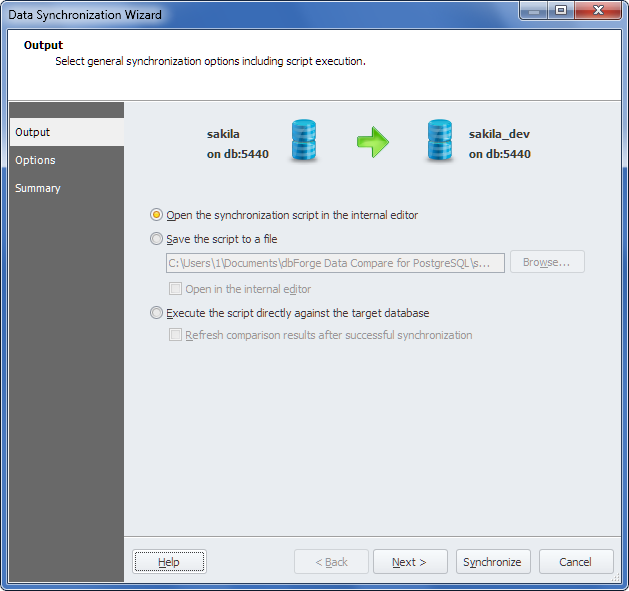 Data Synchronization Wizard
Output
Select general synchronization options including script execution.
Output
Options
Summary
sakila
on db:5440
sakila_dev
on db:5440
Open the synchronization script in the internal editor
Save the script to a file
C:\Users\1\Documents\dbForge Data Compare for PostgreSQL\s...
Browse...
Open in the internal editor
Execute the script directly against the target database
Refresh comparison results after successful synchronization
Help
< Back
Next >
Synchronize
Cancel